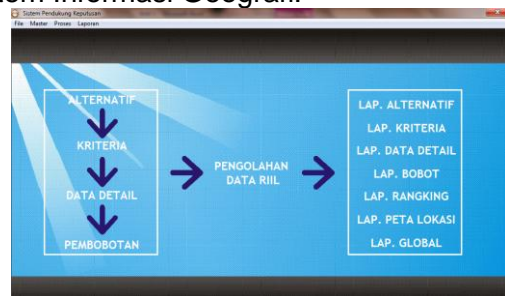 Sistem Pendukung Keputusan
File Master Proses Laporan
ALTERNATIF
KRITERIA
DATA DETAIL
PEMBOBOTAN
PENGOLAHAN
DATA RIIL
LAP. ALTERNATIF
LAP. KRITERIA
LAP. DATA DETAIL
LAP. BOBOT
LAP. RANGKING
LAP. PETA LOKASI
LAP. GLOBAL